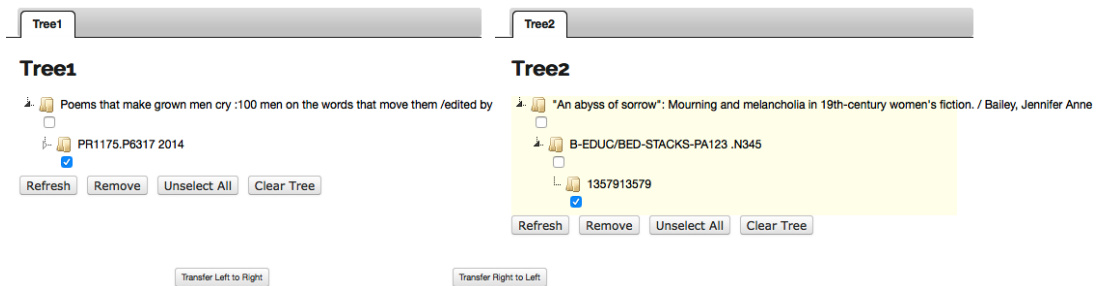 Tree1
Tree1
Poems that make grown men cry :100 men on the words that move them /edited by
PR1175.P6317 2014
Refresh Remove Unselect All Clear Tree
Tree2
Tree2
"An abyss of sorrow": Mourning and melancholia in 19th-century women's fiction. / Bailey, Jennifer Anne
B-EDUC/BED-STACKS-PA123 .N345
1357913579
Refresh Remove Unselect All Clear Tree
Transfer Left to Right Transfer Right to Left